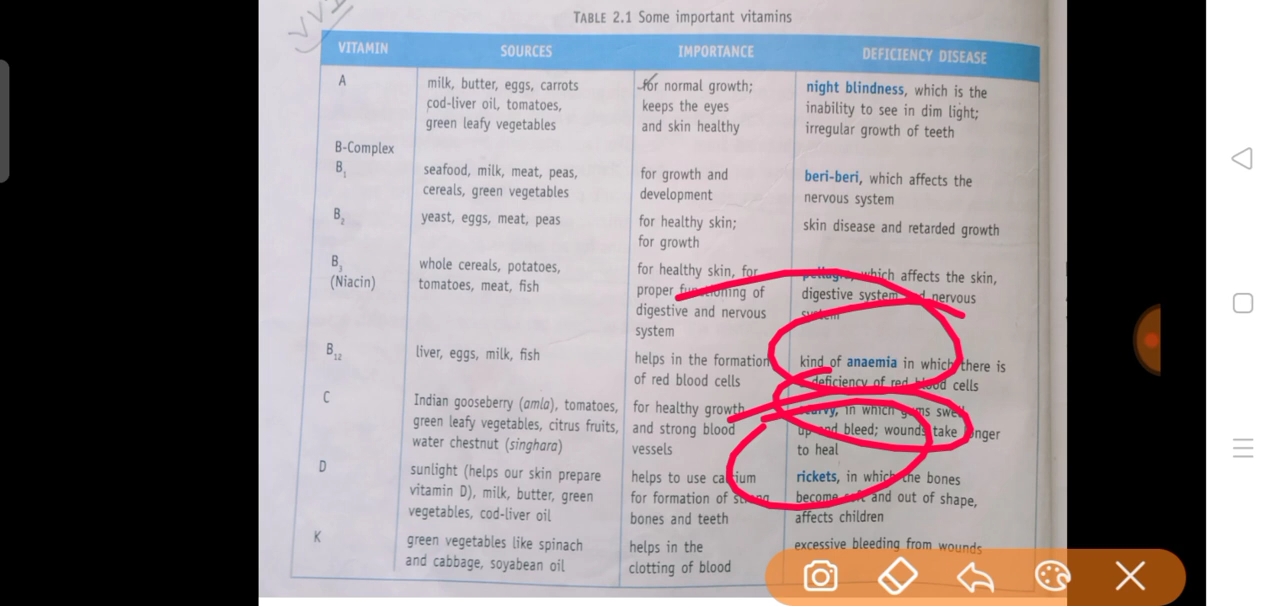 VVI
TABLE 2.1 Some important vitamins
VITAMIN
SOURCES
IMPORTANCE
DEFICIENCY DISEASE
A
milk, butter, eggs, carrots
cod-liver oil, tomatoes,
green leafy vegetables
for normal growth;
keeps the eyes
and skin healthy
night blindness, which is the
inability to see in dim light;
irregular growth of teeth
B-Complex
B₁
seafood, milk, meat, peas,
cereals, green vegetables
for growth and
development
beri-beri, which affects the
nervous system
B₂
yeast, eggs, meat, peas
for healthy skin;
for growth
skin disease and retarded growth
B₃
(Niacin)
whole cereals, potatoes,
tomatoes, meat, fish
for healthy skin, for
proper functioning of
digestive and nervous
system
pellagra, which affects the skin,
digestive system and nervous
system
B₁₂
liver, eggs, milk, fish
helps in the formation
of red blood cells
kind of anaemia in which there is
deficiency of red blood cells
C
Indian gooseberry (amla), tomatoes,
green leafy vegetables, citrus fruits,
water chestnut (singhara)
for healthy growth
and strong blood
vessels
scurvy, in which gums swell
up and bleed; wounds take longer
to heal
D
sunlight (helps our skin prepare
vitamin D), milk, butter, green
vegetables, cod-liver oil
helps to use calcium
for formation of strong
bones and teeth
rickets, in which the bones
become soft and out of shape,
affects children
K
green vegetables like spinach
and cabbage, soyabean oil
helps in the
clotting of blood
excessive bleeding from wounds